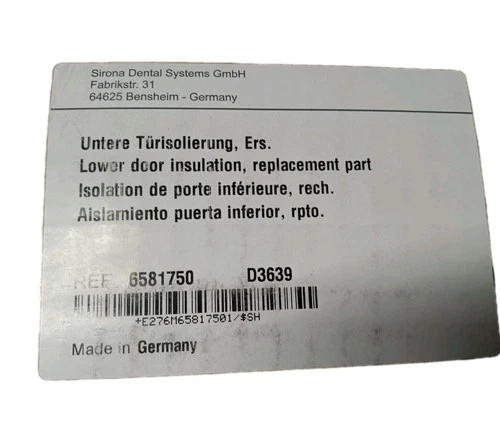 Sirona Dental Systems GmbH
Fabrikstr. 31
64625 Bensheim - Germany
Untere Türisolierung, Ers.
Lower door insulation, replacement part
Isolation de porte inférieure, rech.
Aislamiento puerta inferior, rpto.
REF 6581750 D3639
+E276M65817501/$SH
Made in Germany